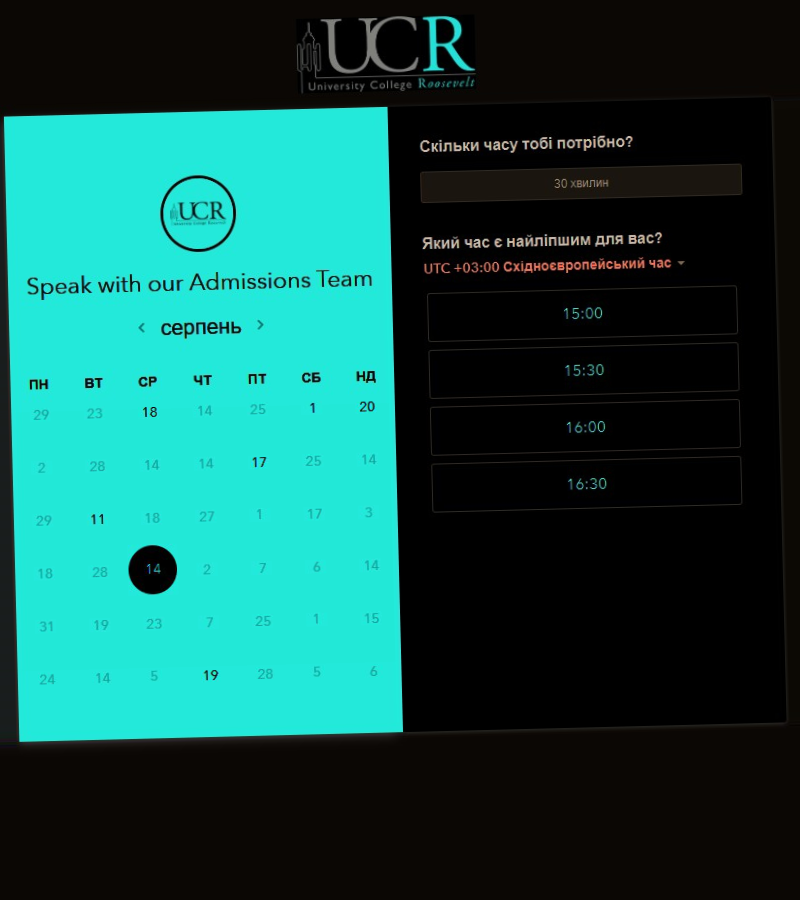 UCR
University College Roosevelt
UCR
University College Roosevelt
Speak with our Admissions Team
серпень
ПН ВТ СР ЧТ ПТ СБ НД
29 23 18 14 25 1 20
2 28 14 14 17 25 14
29 11 18 27 1 17 3
18 28 14 2 7 6 14
31 19 23 7 25 1 15
24 14 5 19 28 5 6
Скільки часу тобі потрібно?
30 хвилин
Який час є найліпшим для вас?
UTC +03:00 Східноєвропейський час
15:00
15:30
16:00
16:30